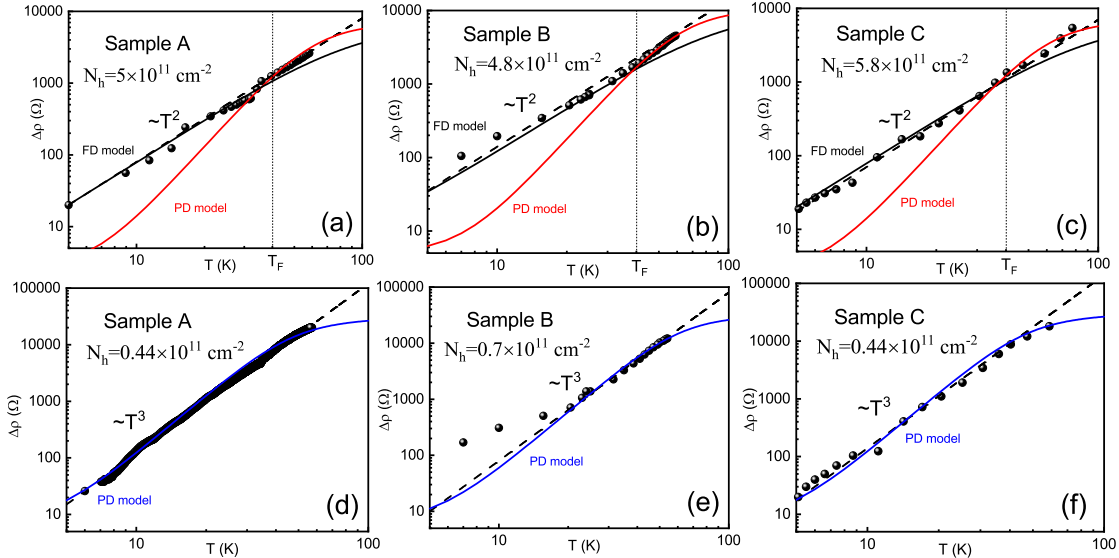 10000
1000
100
10
Δρ (Ω)
Sample A
N_h=5×10^11 cm^-2
~T^2
FD model
PD model
(a)
10
T (K)
T_F
100
10000
1000
100
10
Δρ (Ω)
Sample B
N_h=4.8×10^11 cm^-2
~T^2
FD model
PD model
(b)
10
T (K)
T_F
100
10000
1000
100
10
Δρ (Ω)
Sample C
N_h=5.8×10^11 cm^-2
~T^2
FD model
PD model
(c)
10
T (K)
T_F
100
100000
10000
1000
100
10
Δρ (Ω)
Sample A
N_h=0.44×10^11 cm^-2
~T^3
PD model
(d)
10
T (K)
100
100000
10000
1000
100
10
Δρ (Ω)
Sample B
N_h=0.7×10^11 cm^-2
~T^3
PD model
(e)
10
T (K)
100
100000
10000
1000
100
10
Δρ (Ω)
Sample C
N_h=0.44×10^11 cm^-2
~T^3
PD model
(f)
10
T (K)
100